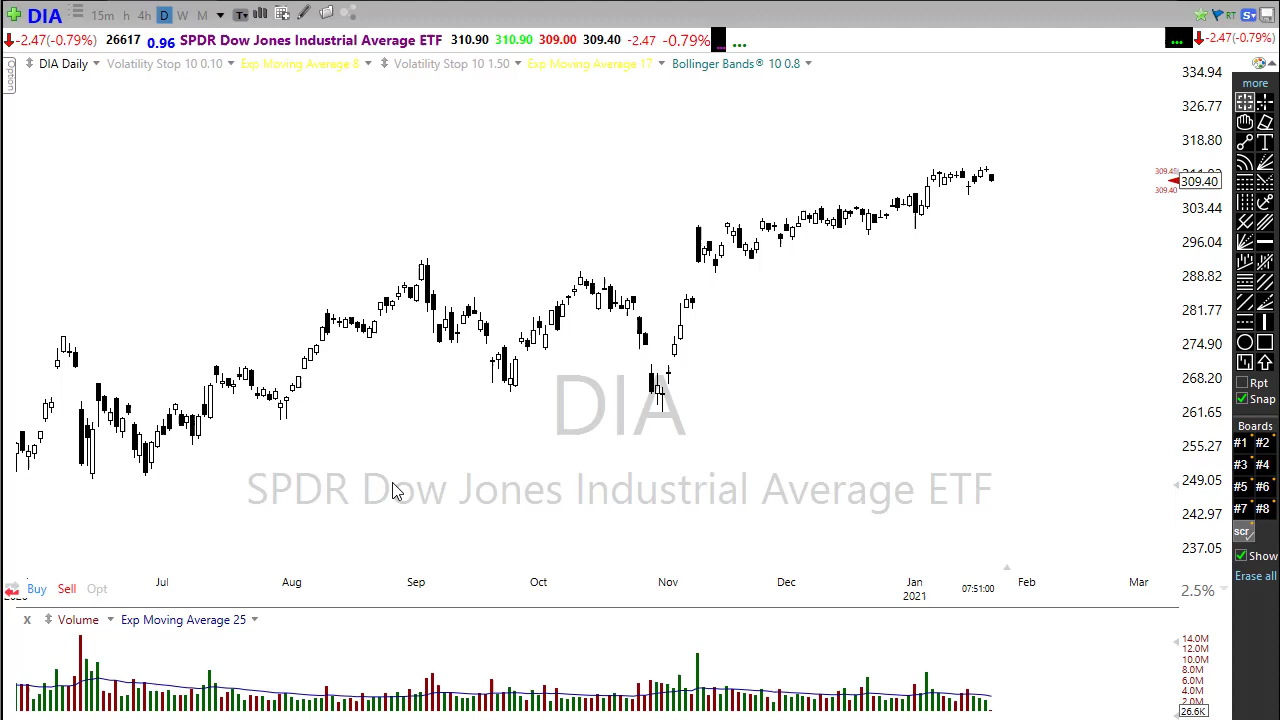 DIA 15m h 4h D W M T RT S
-2.47(-0.79%) 26617 0.96 SPDR Dow Jones Industrial Average ETF 310.90 310.90 309.00 309.40 -2.47 -0.79% ... ... -2.47(-0.79%)
Option
DIA Daily Volatility Stop 10 0.10 Exp Moving Average 8 Volatility Stop 10 1.50 Exp Moving Average 17 Bollinger Bands® 10 0.8
334.94
326.77
318.80
309.40
309.40
303.44
296.04
288.82
281.77
274.90
268.20
261.65
255.27
249.05
242.97
237.05
DIA
SPDR Dow Jones Industrial Average ETF
more
T
Rpt
Snap
Boards
#1 #2
#3 #4
#5 #6
#7 #8
scr
Show
Erase all
Jul Aug Sep Oct Nov Dec Jan Feb Mar
2021 07:51:00
Buy Sell Opt
2.5%
X Volume Exp Moving Average 25
14.0M
12.0M
10.0M
8.0M
6.0M
4.0M
2.0M
26.6K